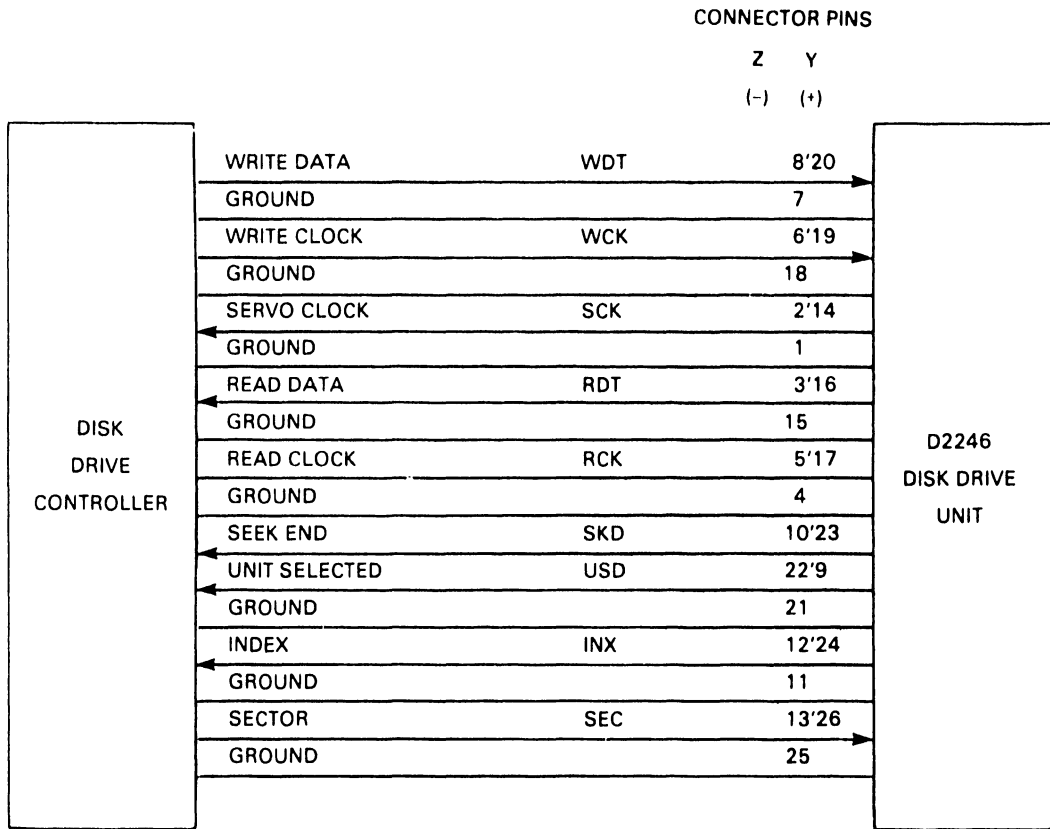 CONNECTOR PINS
Z Y
(-) (+)
WRITE DATA WDT 8'20
GROUND 7
WRITE CLOCK WCK 6'19
GROUND 18
SERVO CLOCK SCK 2'14
GROUND 1
READ DATA RDT 3'16
GROUND 15
READ CLOCK RCK 5'17
GROUND 4
SEEK END SKD 10'23
UNIT SELECTED USD 22'9
GROUND 21
INDEX INX 12'24
GROUND 11
SECTOR SEC 13'26
GROUND 25
DISK
DRIVE
CONTROLLER
D2246
DISK DRIVE
UNIT